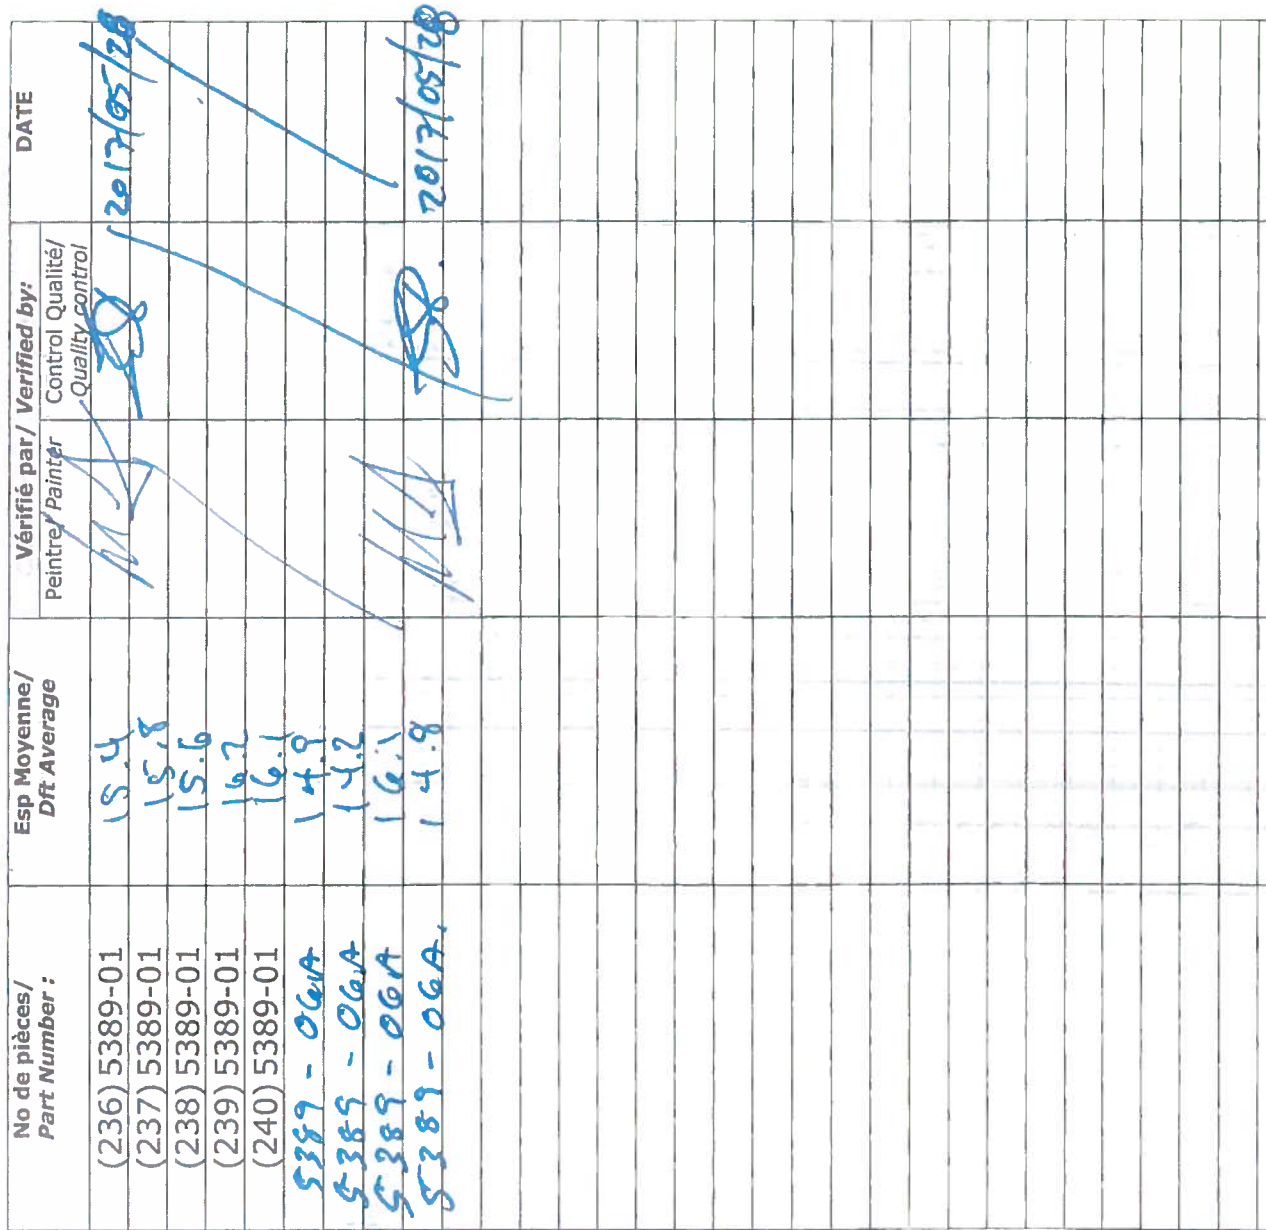 No de pièces/ Esp Moyenne/ Vérifié par/ Verified by: DATE
Part Number : Dft Average Peintre/ Painter Control Qualité/
Quality control
(236) 5389-01 15.4 2017/05/28
(237) 5389-01 15.8
(238) 5389-01 15.6
(239) 5389-01 16.2
(240) 5389-01 16.1
5389 - 06A 14.9
5389 - 06A 14.2
5389 - 06A 16.1
5389 - 06A. 14.8 2017/05/28